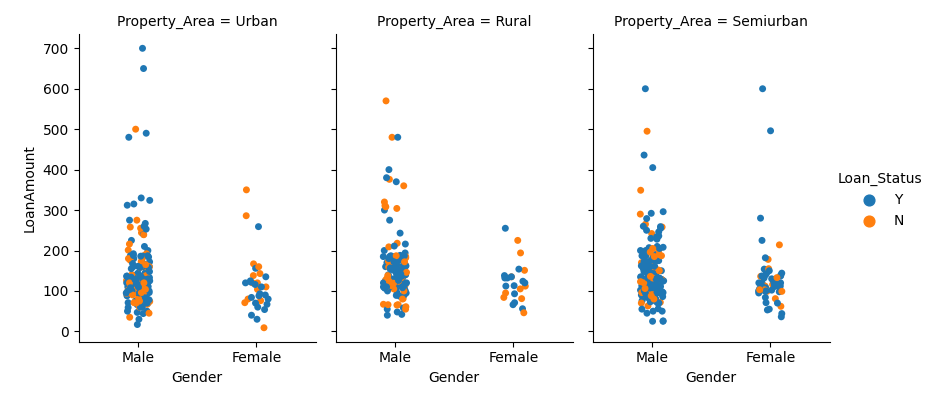 Property_Area = Urban
Property_Area = Rural
Property_Area = Semiurban
LoanAmount
700
600
500
400
300
200
100
0
Male
Female
Gender
Male
Female
Gender
Male
Female
Gender
Loan_Status
Y
N